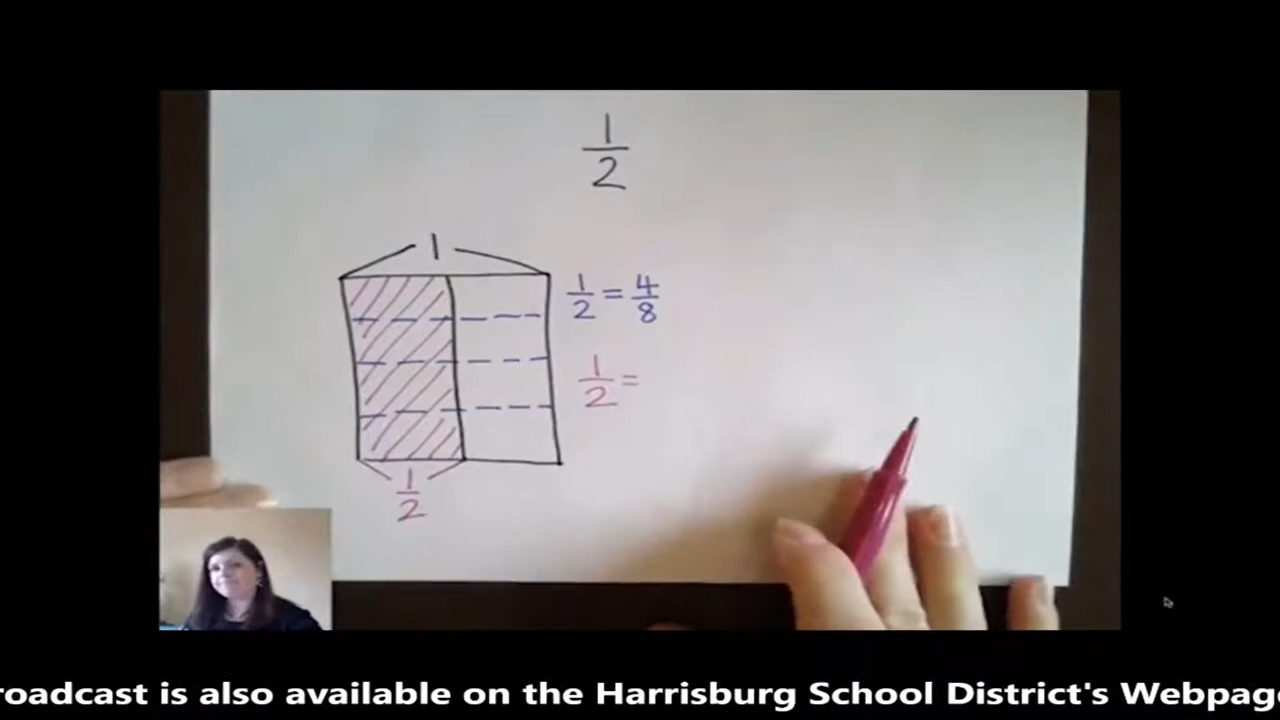 1/2
1
1/2 = 4/8
1/2 =
1/2
roadcast is also available on the Harrisburg School District's Webpage